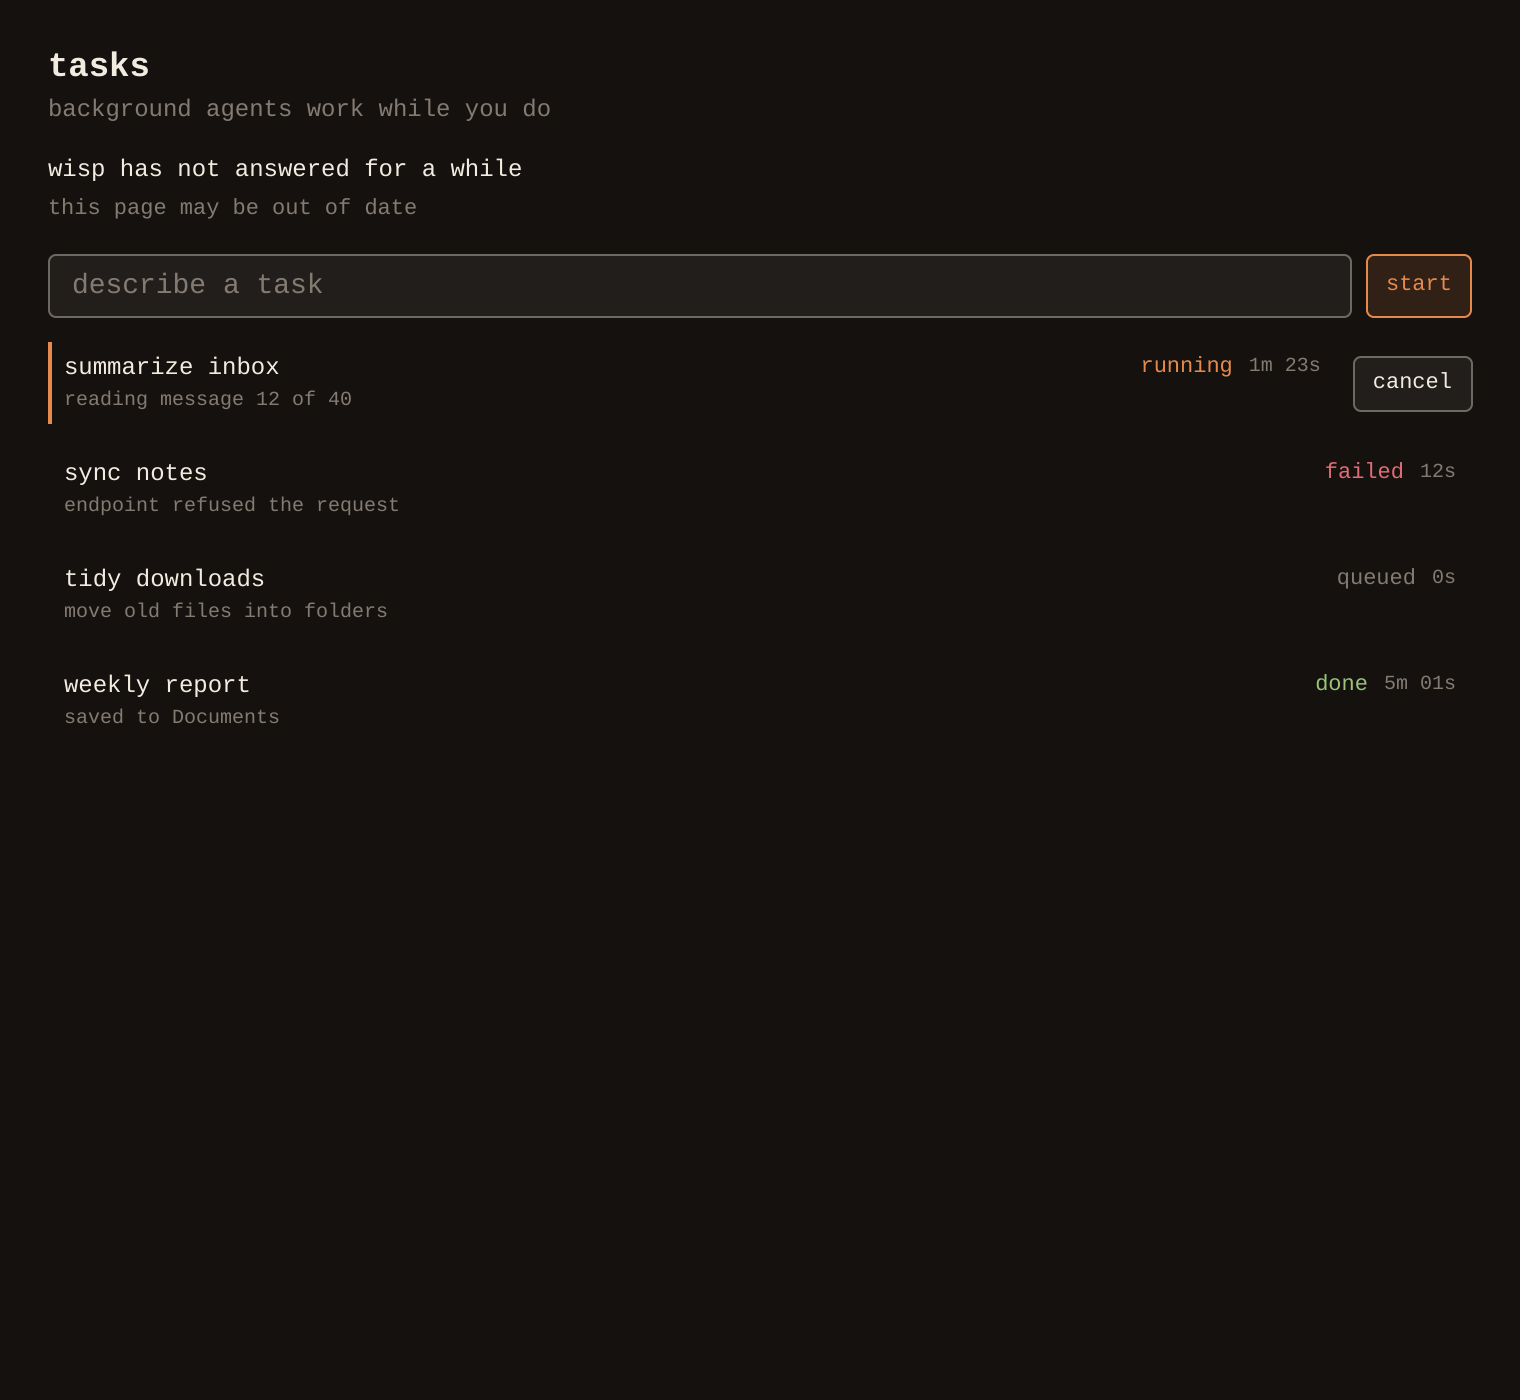 tasks
background agents work while you do
wisp has not answered for a while
this page may be out of date
describe a task
start
summarize inbox
running 1m 23s
cancel
reading message 12 of 40
sync notes
failed 12s
endpoint refused the request
tidy downloads
queued 0s
move old files into folders
weekly report
done 5m 01s
saved to Documents